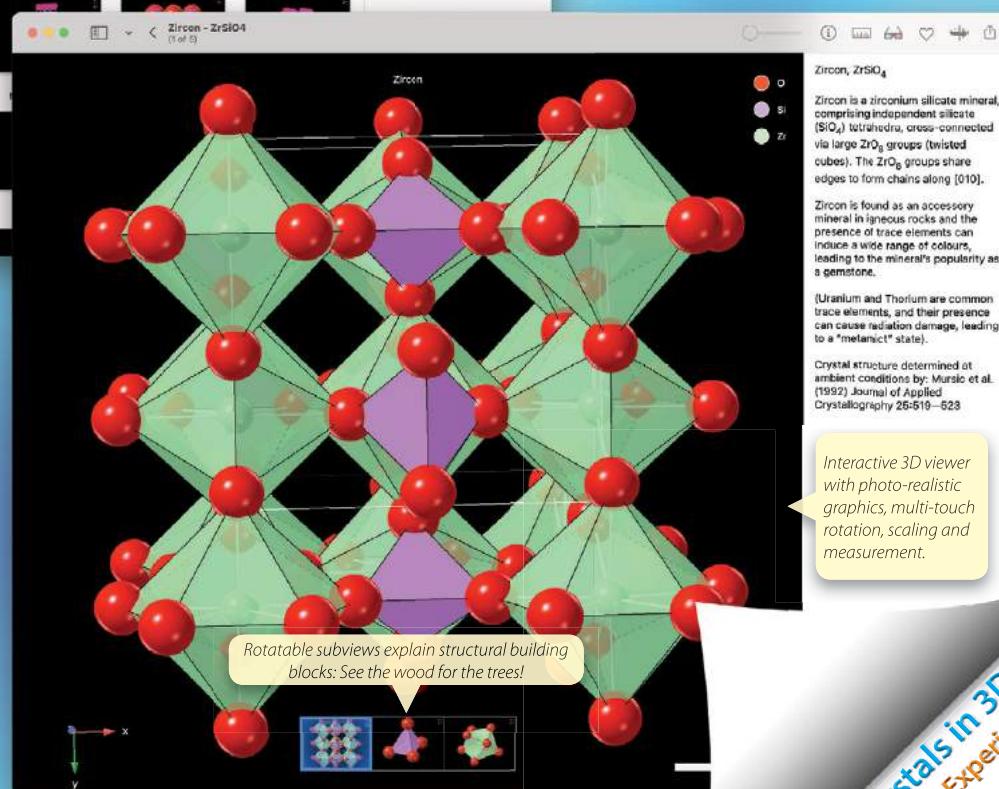 Zircon - ZrSiO4
(1 of 5)
Zircon
O
Si
Zr
Zircon, ZrSiO4
Zircon is a zirconium silicate mineral,
comprising independent silicate
(SiO4) tetrahedra, cross-connected
via large ZrO8 groups (twisted
cubes). The ZrO8 groups share
edges to form chains along [010].
Zircon is found as an accessory
mineral in igneous rocks and the
presence of trace elements can
induce a wide range of colours,
leading to the mineral's popularity as
a gemstone.
(Uranium and Thorium are common
trace elements, and their presence
can cause radiation damage, leading
to a "metamict" state).
Crystal structure determined at
ambient conditions by: Mursic et al.
(1992) Journal of Applied
Crystallography 25:519—523
Interactive 3D viewer
with photo-realistic
graphics, multi-touch
rotation, scaling and
measurement.
Rotatable subviews explain structural building
blocks: See the wood for the trees!
x
y
stals in 3D
Experi